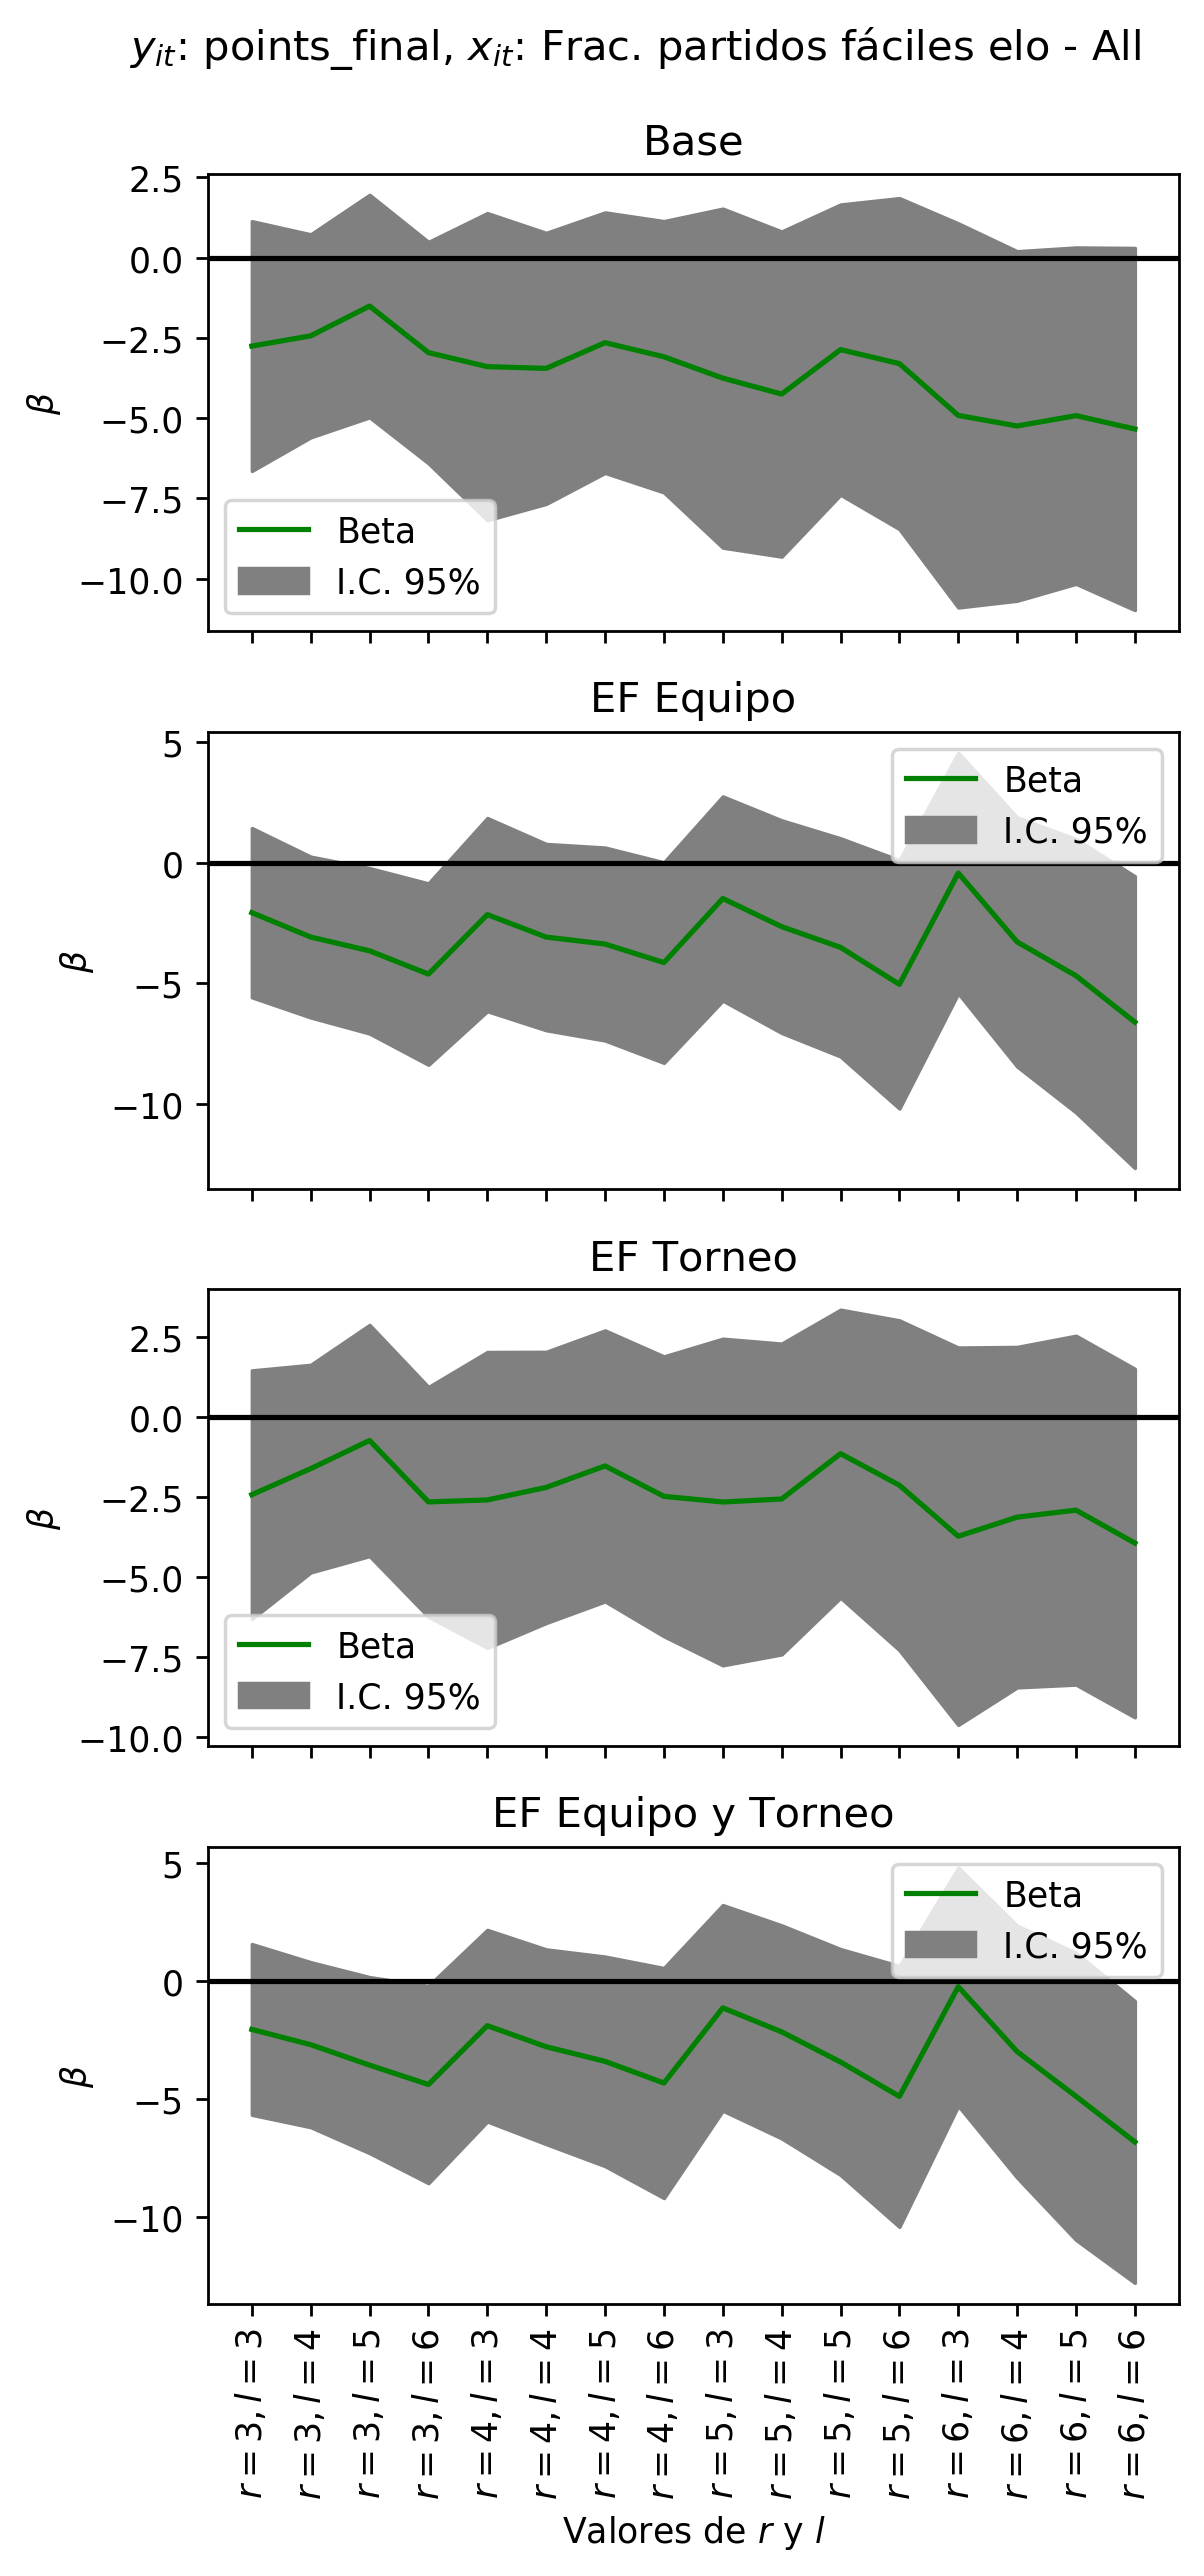 y_it: points_final, x_it: Frac. partidos fáciles elo - All
Base
2.5
0.0
−2.5
−5.0
−7.5
−10.0
β
Beta
I.C. 95%
EF Equipo
5
0
−5
−10
β
Beta
I.C. 95%
EF Torneo
2.5
0.0
−2.5
−5.0
−7.5
−10.0
β
Beta
I.C. 95%
EF Equipo y Torneo
5
0
−5
−10
β
Beta
I.C. 95%
r = 3, l = 3
r = 3, l = 4
r = 3, l = 5
r = 3, l = 6
r = 4, l = 3
r = 4, l = 4
r = 4, l = 5
r = 4, l = 6
r = 5, l = 3
r = 5, l = 4
r = 5, l = 5
r = 5, l = 6
r = 6, l = 3
r = 6, l = 4
r = 6, l = 5
r = 6, l = 6
Valores de r y l